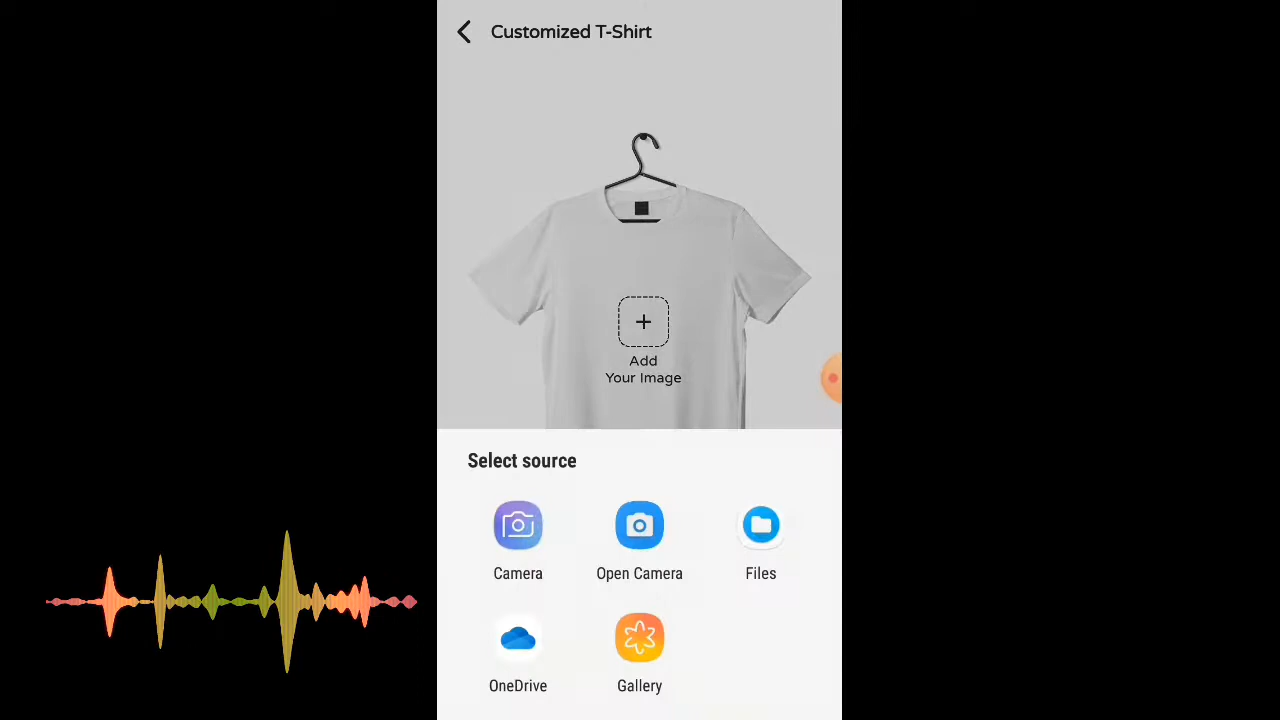 Customized T-Shirt
Add
Your Image
Select source
Camera
Open Camera
Files
OneDrive
Gallery